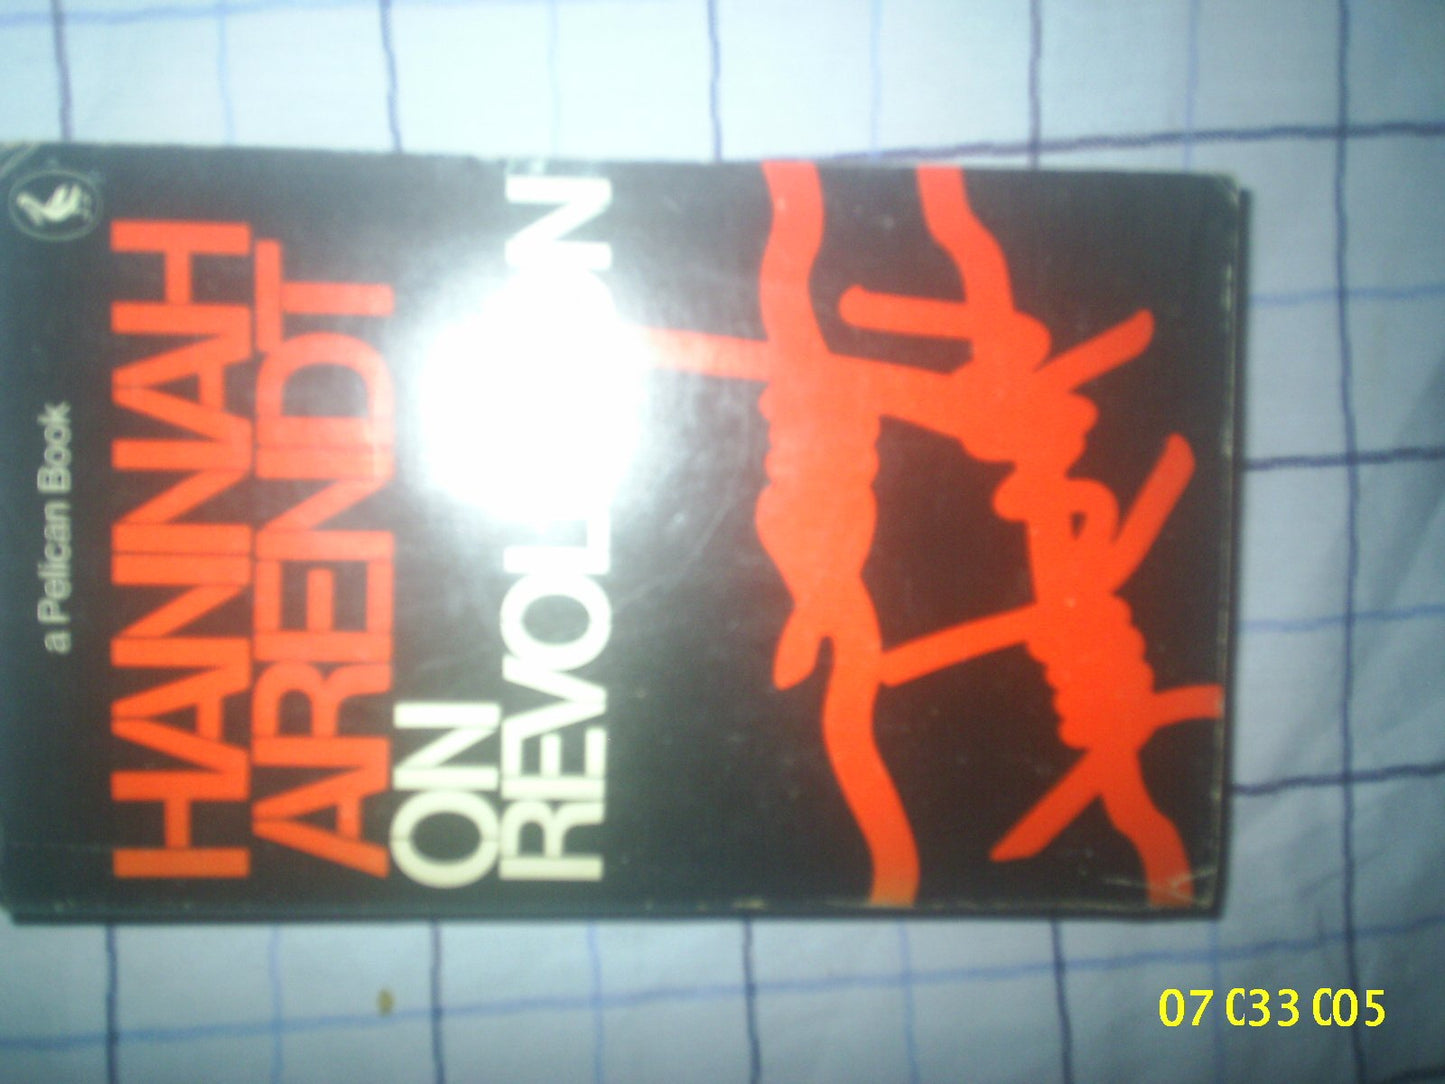 a Pelican Book
HANNAH
ARENDT
ON
REVOLUTION
07 033 005